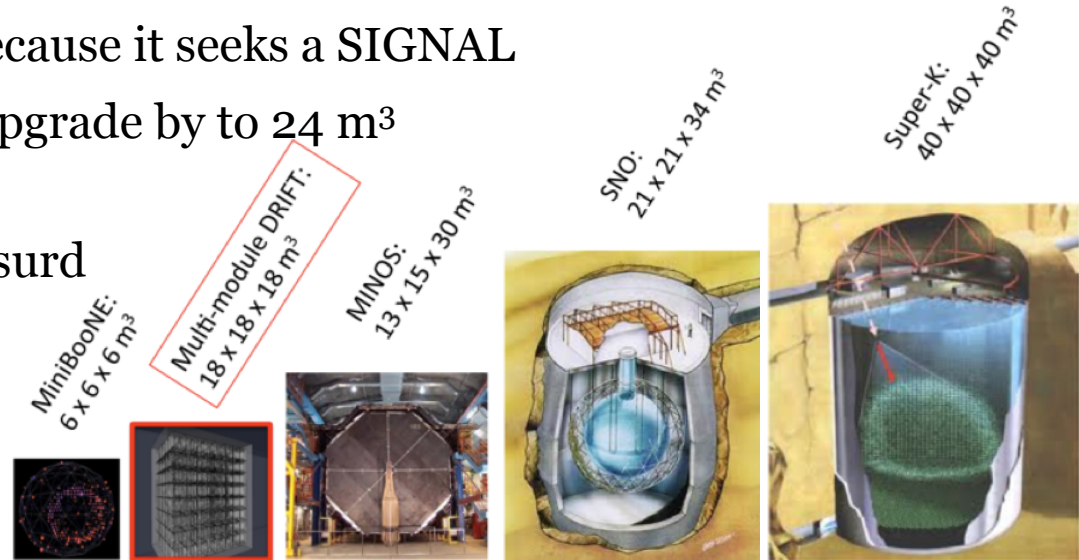 ecause it seeks a SIGNAL
pgrade by to 24 m³
surd
MiniBooNE:
6 x 6 x 6 m³
Multi-module DRIFT:
18 x 18 x 18 m³
MINOS:
13 x 15 x 30 m³
SNO:
21 x 21 x 34 m³
Super-K:
40 x 40 x 40 m³